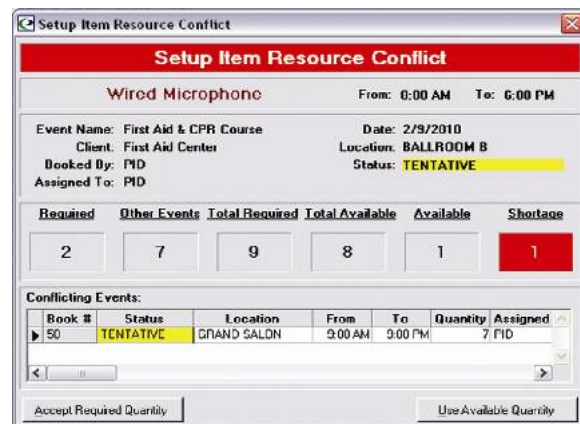 Setup Item Resource Conflict
Setup Item Resource Conflict
Wired Microphone From: 8:00 AM To: 6:00 PM
Event Name: First Aid & CPR Course Date: 2/9/2010
Client: First Aid Center Location: BALLROOM B
Booked By: PID Status: TENTATIVE
Assigned To: PID
Required Other Events Total Required Total Available Available Shortage
2 7 9 8 1 1
Conflicting Events:
Book # Status Location From To Quantity Assigned
50 TENTATIVE GRAND SALON 9:00 AM 9:00 PM 7 PID
Accept Required Quantity Use Available Quantity